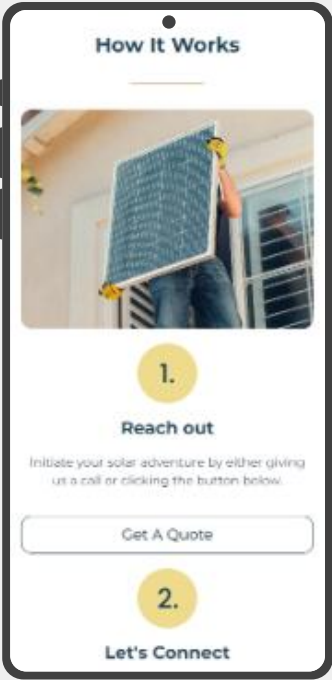 How It Works
1.
Reach out
Initiate your solar adventure by either giving
us a call or clicking the button below.
Get A Quote
2.
Let's Connect